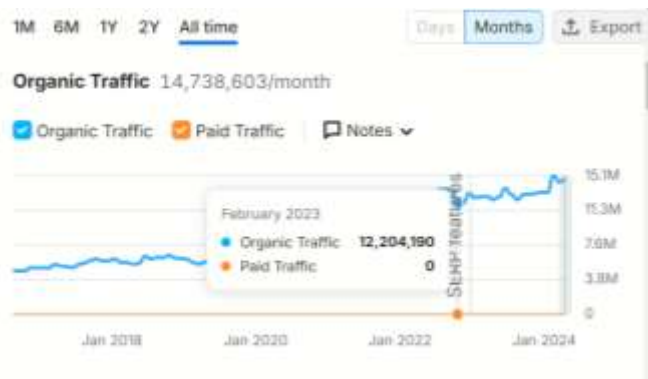 1M 6M 1Y 2Y All time Days Months Export
Organic Traffic 14,738,603/month
Organic Traffic Paid Traffic Notes
15.1M
February 2023
11.3M
Organic Traffic 12,204,190
7.6M
Paid Traffic 0
3.8M
SERP features
0
Jan 2018 Jan 2020 Jan 2022 Jan 2024